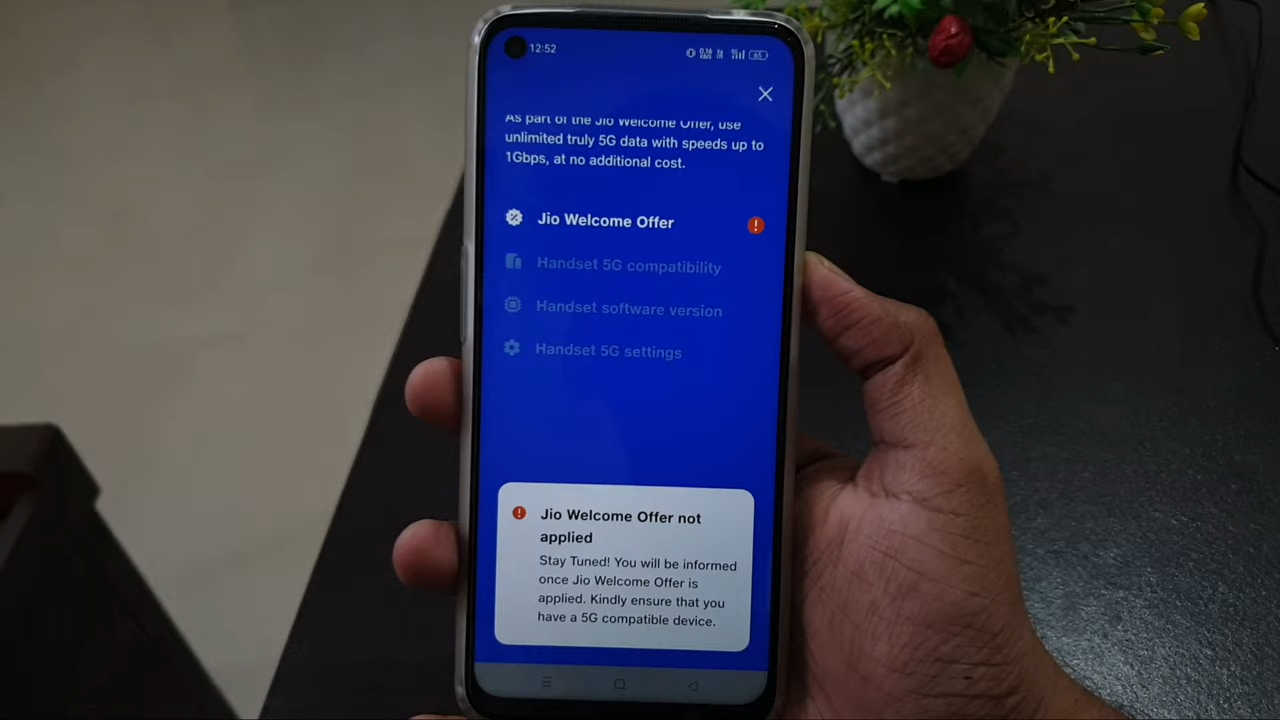 12:52
As part of the Jio Welcome Offer, use
unlimited truly 5G data with speeds up to
1Gbps, at no additional cost.
Jio Welcome Offer
Handset 5G compatibility
Handset software version
Handset 5G settings
Jio Welcome Offer not
applied
Stay Tuned! You will be informed
once Jio Welcome Offer is
applied. Kindly ensure that you
have a 5G compatible device.